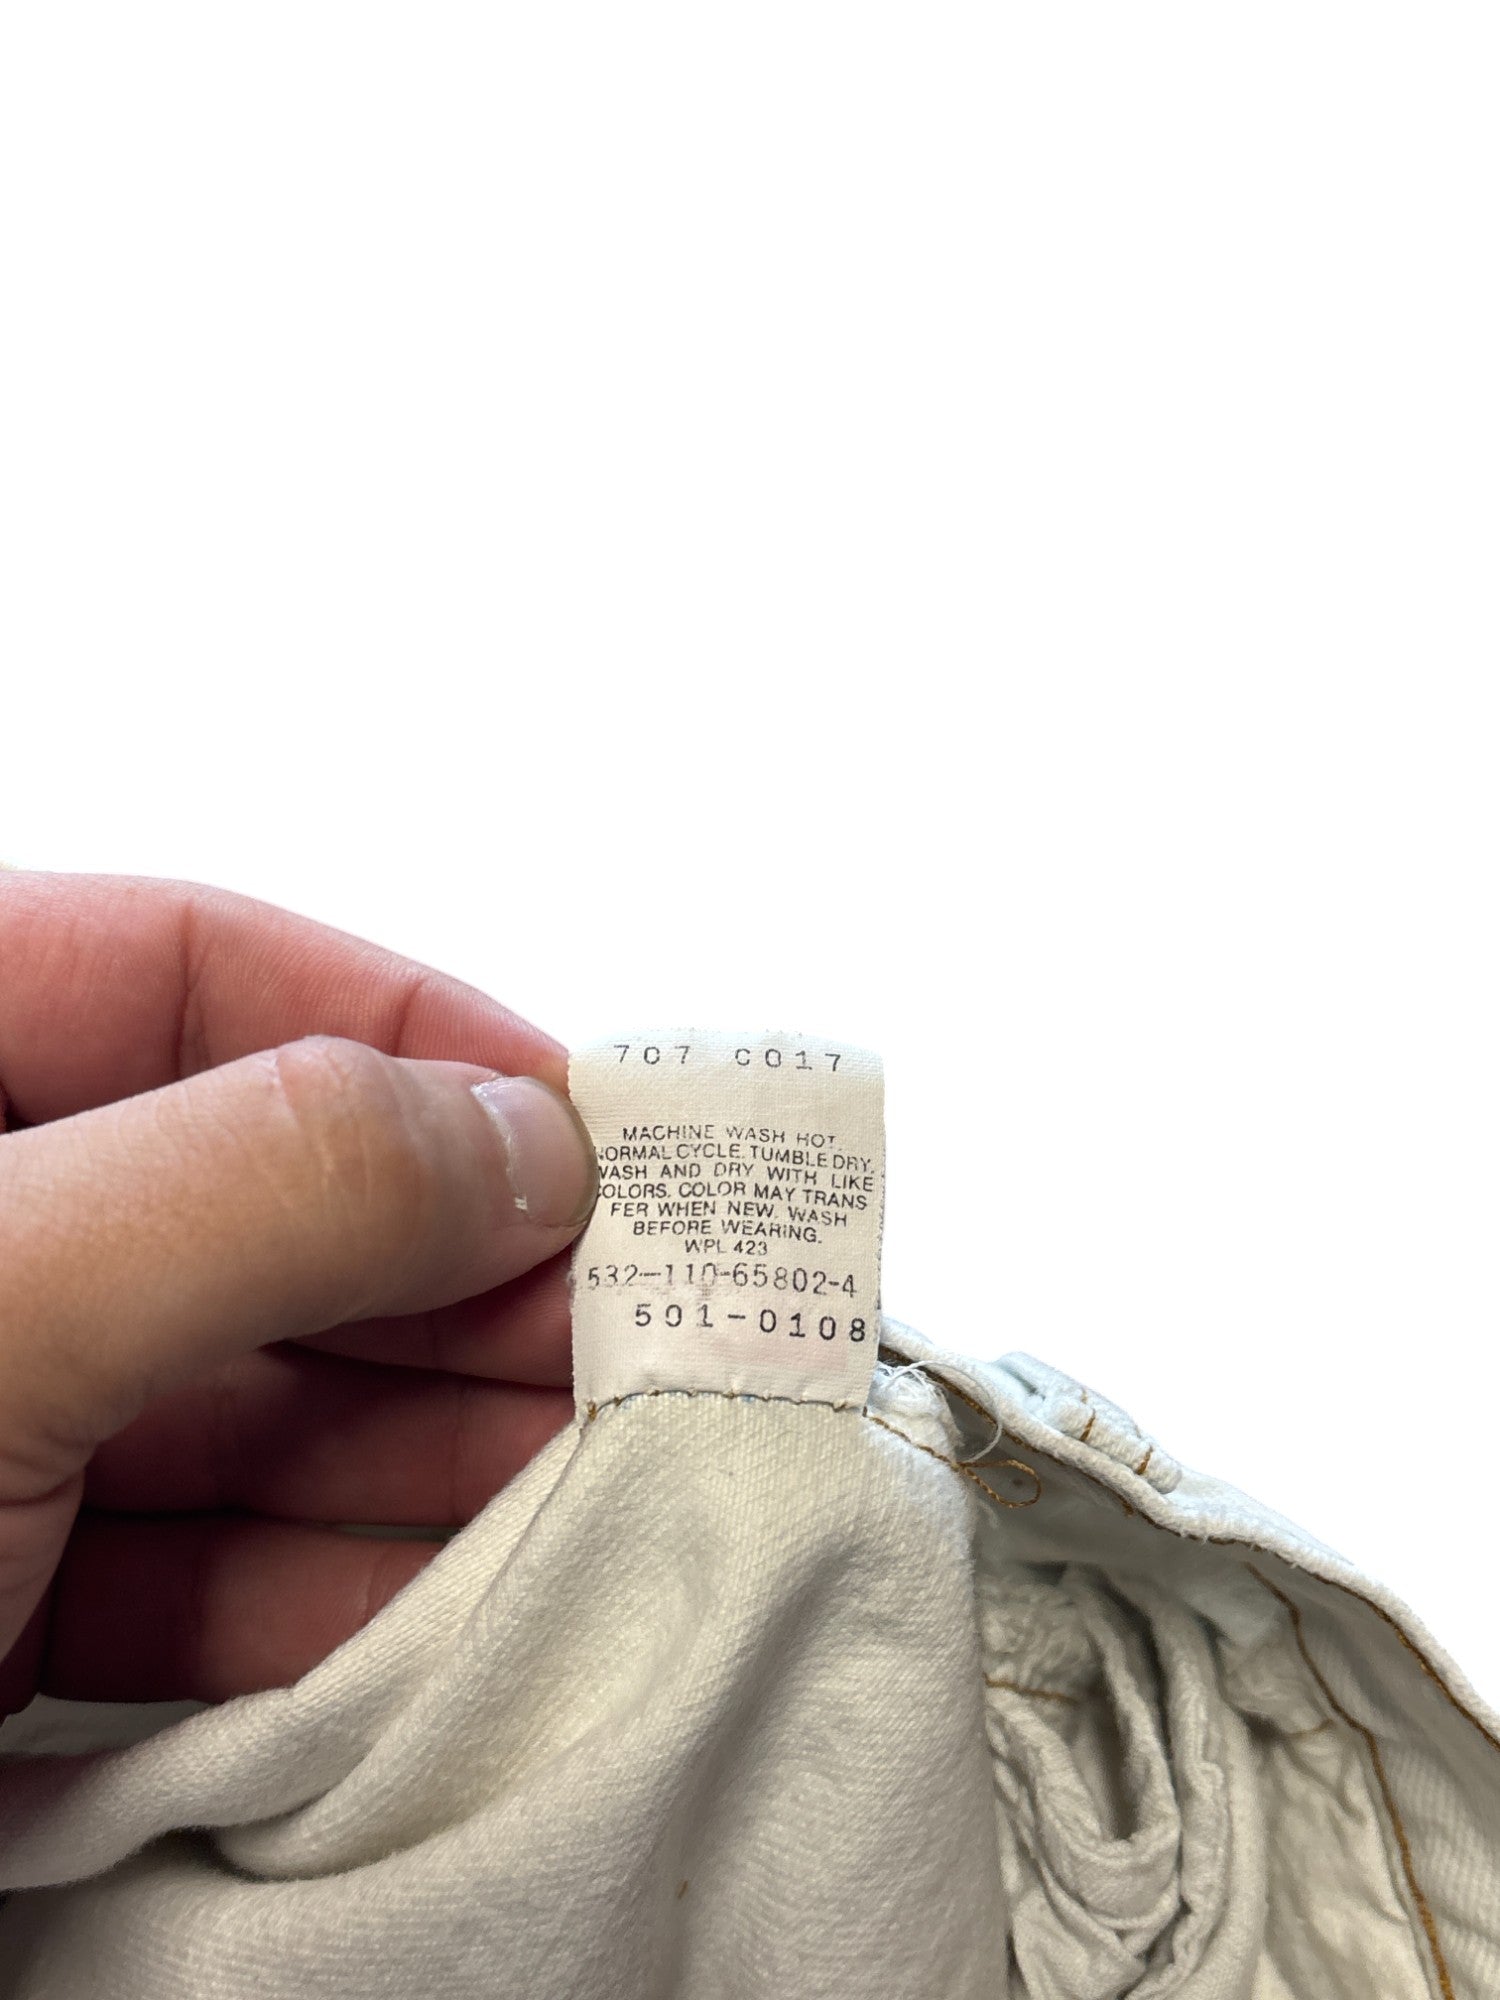 707 C017
MACHINE WASH HOT.
NORMAL CYCLE. TUMBLE DRY.
WASH AND DRY WITH LIKE
COLORS. COLOR MAY TRANS
FER WHEN NEW. WASH
BEFORE WEARING.
WPL 423
532-110-65802-4
501-0108